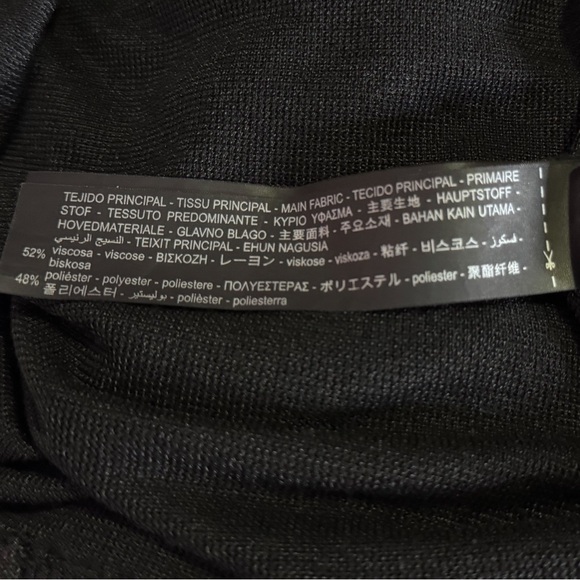 TEJIDO PRINCIPAL - TISSU PRINCIPAL - MAIN FABRIC - TECIDO PRINCIPAL - PRIMAIRE
STOF - TESSUTO PREDOMINANTE - ΚΥΡΙΟ ΥΦΑΣΜΑ - 主要生地 - HAUPTSTOFF -
HOVEDMATERIALE - GLAVNO BLAGO - 主要面料 - 주요소재 - BAHAN KAIN UTAMA -
النسيج الرئيسي - TEIXIT PRINCIPAL - EHUN NAGUSIA
52% viscosa - viscose - ΒΙΣΚΟΖΗ - レーヨン - viskose - viskoza - 粘纤 - 비스코스 - فسكوز -
biskosa
48% poliéster - polyester - poliestere - ΠΟΛΥΕΣΤΕΡΑΣ - ポリエステル - poliester - 聚酯纤维 -
폴리에스터 - بوليستير - polièster - poliesterra